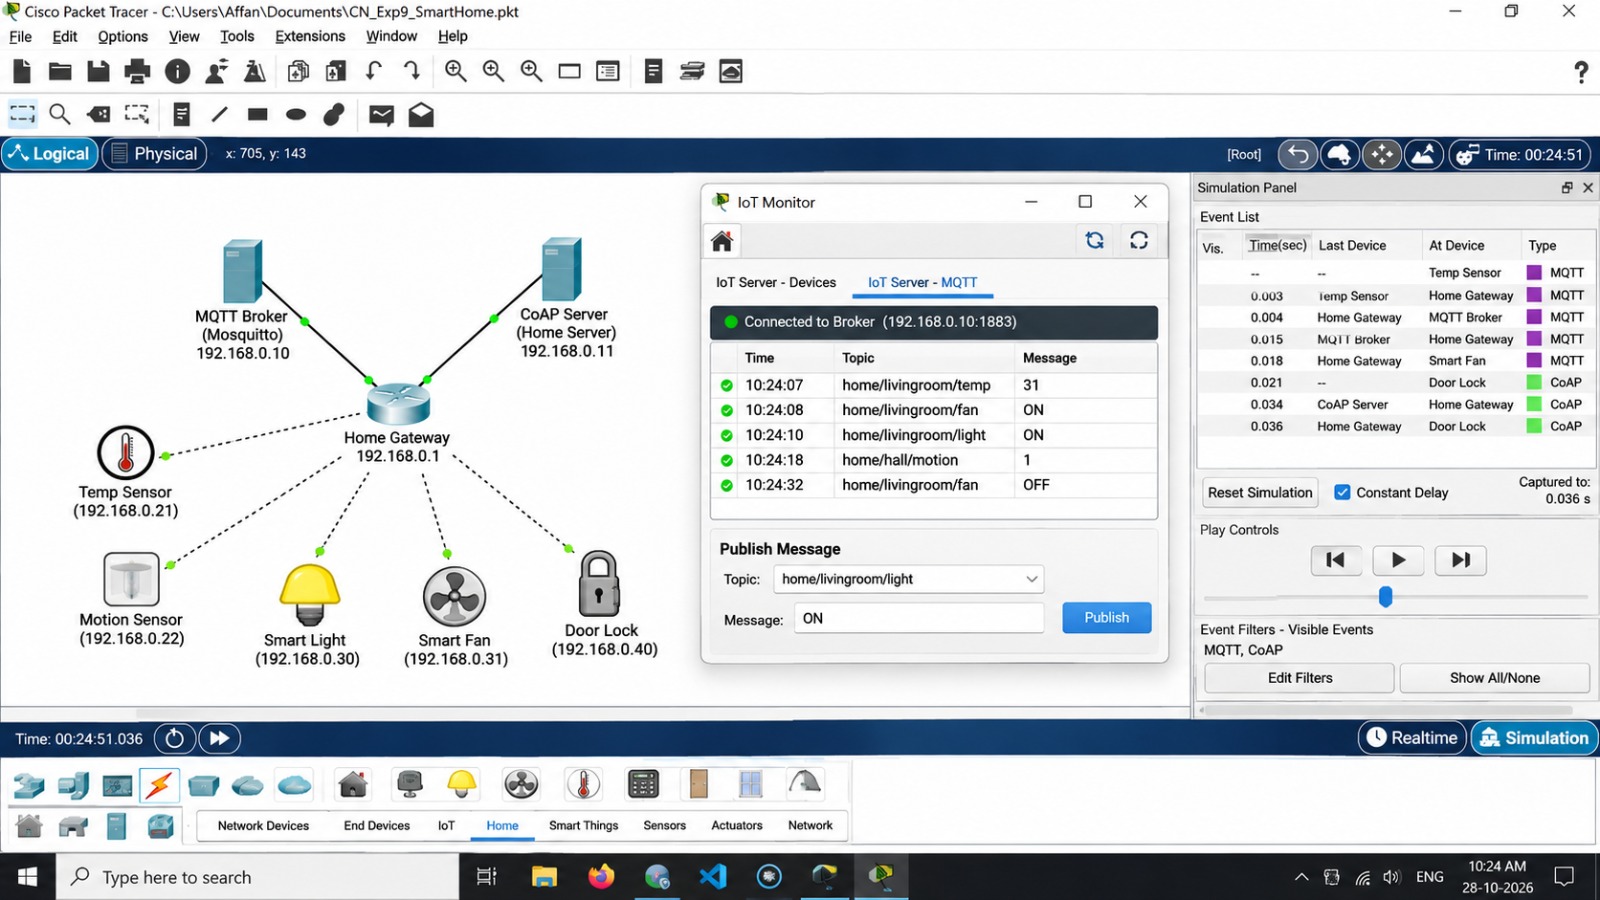 Cisco Packet Tracer - C:\Users\Affan\Documents\CN_Exp9_SmartHome.pkt
File Edit Options View Tools Extensions Window Help
?
Logical Physical x: 705, y: 143 [Root] Time: 00:24:51
MQTT Broker
(Mosquitto)
192.168.0.10
CoAP Server
(Home Server)
192.168.0.11
Home Gateway
192.168.0.1
Temp Sensor
(192.168.0.21)
Motion Sensor
(192.168.0.22)
Smart Light
(192.168.0.30)
Smart Fan
(192.168.0.31)
Door Lock
(192.168.0.40)
IoT Monitor
IoT Server - Devices IoT Server - MQTT
Connected to Broker (192.168.0.10:1883)
Time Topic Message
10:24:07 home/livingroom/temp 31
10:24:08 home/livingroom/fan ON
10:24:10 home/livingroom/light ON
10:24:18 home/hall/motion 1
10:24:32 home/livingroom/fan OFF
Publish Message
Topic: home/livingroom/light
Message: ON Publish
Simulation Panel
Event List
Vis. Time(sec) Last Device At Device Type
-- -- Temp Sensor MQTT
0.003 Temp Sensor Home Gateway MQTT
0.004 Home Gateway MQTT Broker MQTT
0.015 MQTT Broker Home Gateway MQTT
0.018 Home Gateway Smart Fan MQTT
0.021 -- Door Lock CoAP
0.034 CoAP Server Home Gateway CoAP
0.036 Home Gateway Door Lock CoAP
Reset Simulation Constant Delay Captured to:
0.036 s
Play Controls
Event Filters - Visible Events
MQTT, CoAP
Edit Filters Show All/None
Time: 00:24:51.036 Realtime Simulation
Network Devices End Devices IoT Home Smart Things Sensors Actuators Network
Type here to search ENG 10:24 AM
28-10-2026